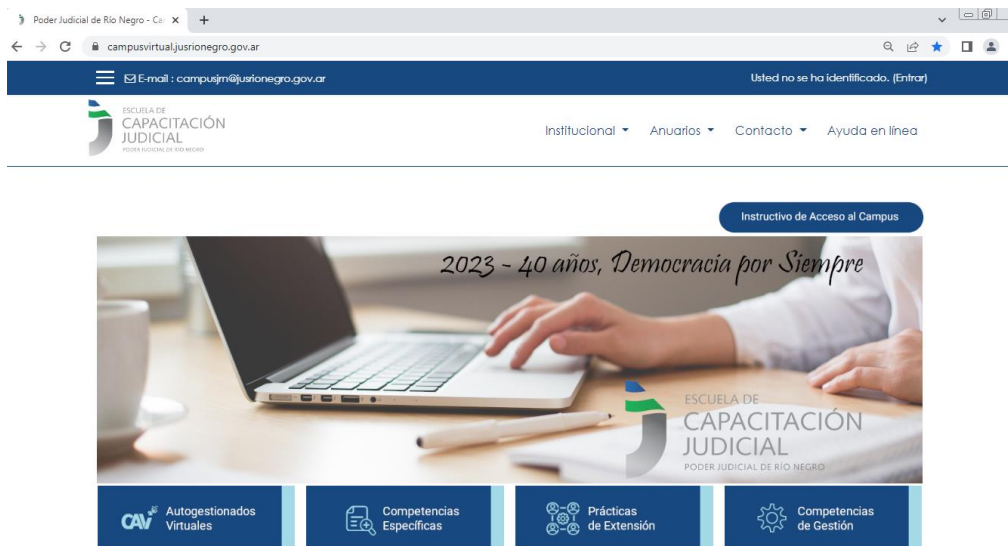 Poder Judicial de Río Negro - Ca
campusvirtual.jusrionegro.gov.ar
E-mail : campusjm@jusrionegro.gov.ar
Usted no se ha identificado. (Entrar)
ESCUELA DE
CAPACITACIÓN
JUDICIAL
PODER JUDICIAL DE RIO NEGRO
Institucional
Anuarios
Contacto
Ayuda en línea
Instructivo de Acceso al Campus
2023 - 40 años, Democracia por Siempre
ESCUELA DE
CAPACITACIÓN
JUDICIAL
PODER JUDICIAL DE RÍO NEGRO
CAV
Autogestionados
Virtuales
Competencias
Específicas
Prácticas
de Extensión
Competencias
de Gestión